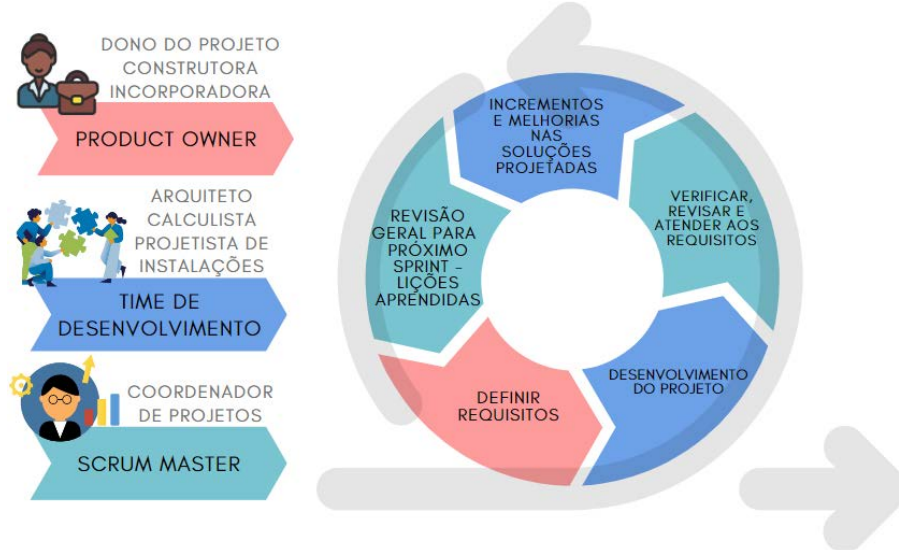 DONO DO PROJETO
CONSTRUTORA
INCORPORADORA
PRODUCT OWNER
ARQUITETO
CALCULISTA
PROJETISTA DE
INSTALAÇÕES
TIME DE
DESENVOLVIMENTO
COORDENADOR
DE PROJETOS
SCRUM MASTER
INCREMENTOS
E MELHORIAS
NAS
SOLUÇÕES
PROJETADAS
VERIFICAR,
REVISAR E
ATENDER AOS
REQUISITOS
DESENVOLVIMENTO
DO PROJETO
DEFINIR
REQUISITOS
REVISÃO
GERAL PARA
PRÓXIMO
SPRINT -
LIÇÕES
APRENDIDAS